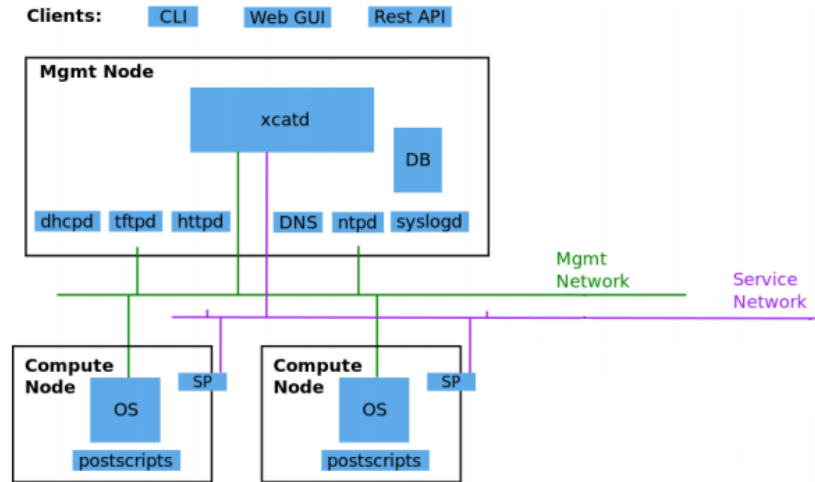 Clients: CLI Web GUI Rest API
Mgmt Node
xcatd
DB
dhcpd tftpd httpd DNS ntpd syslogd
Mgmt
Network
Service
Network
Compute
Node
SP
OS
postscripts
Compute
Node
SP
OS
postscripts